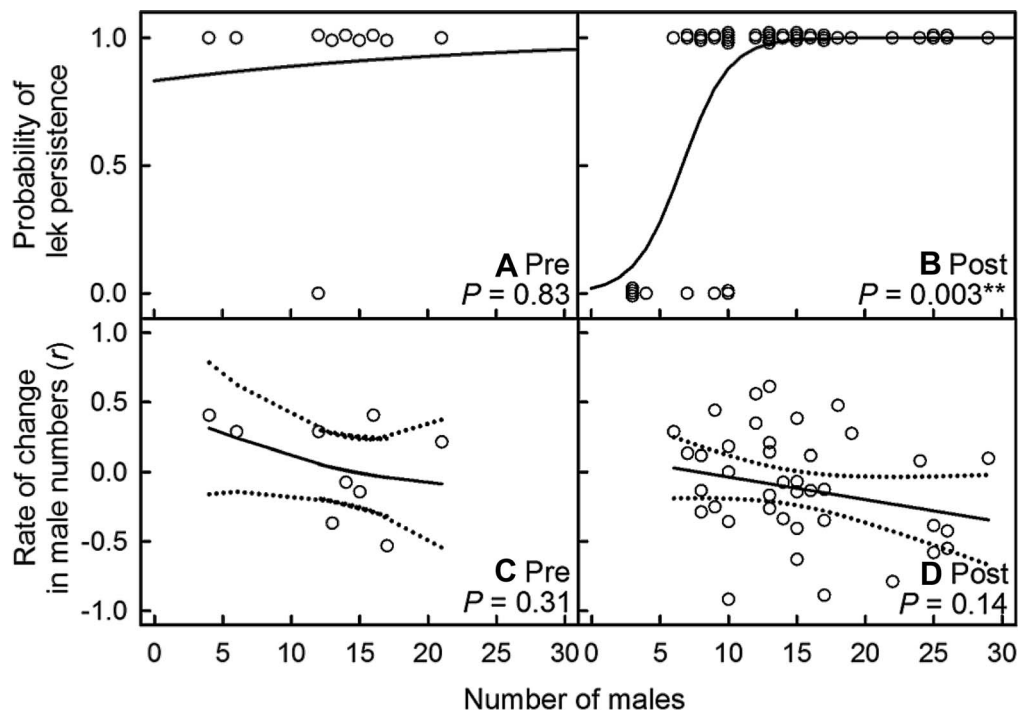 Probability of
lek persistence
1.0
0.5
0.0
A Pre
P = 0.83
B Post
P = 0.003**
Rate of change
in male numbers (r)
1.0
0.5
0.0
-0.5
-1.0
C Pre
P = 0.31
D Post
P = 0.14
0 5 10 15 20 25 30 0 5 10 15 20 25 30
Number of males